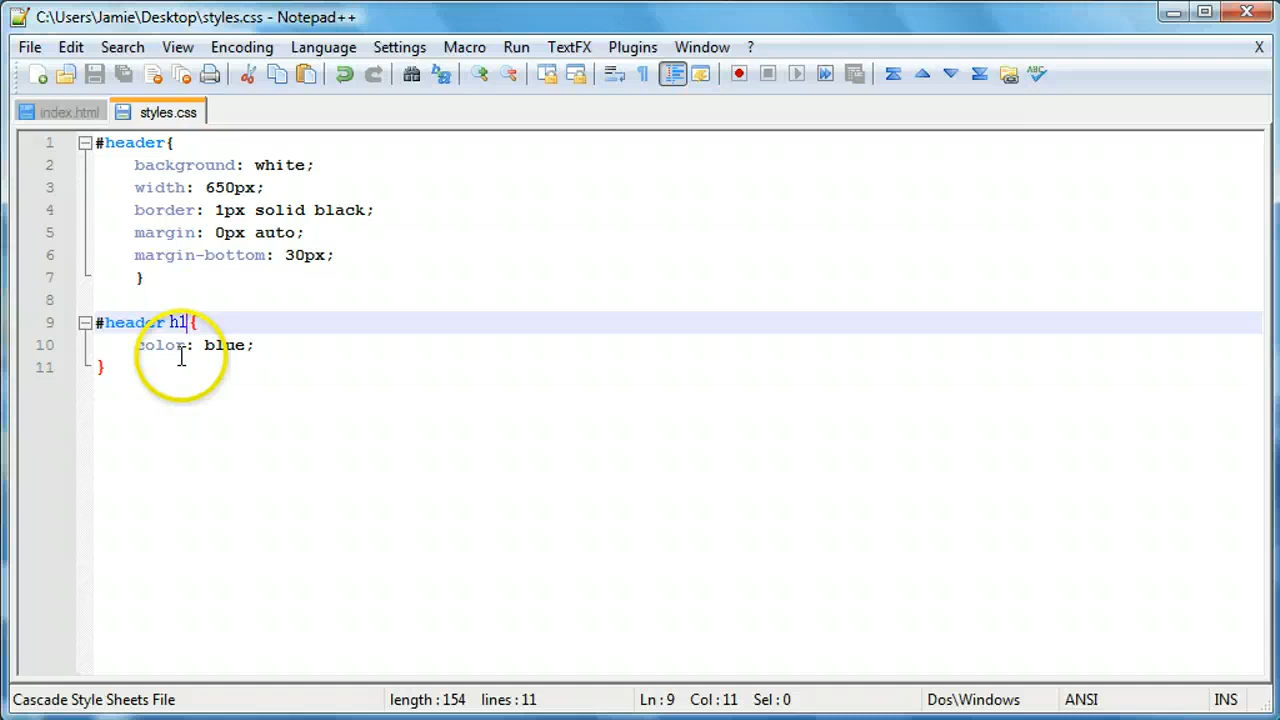 C:\Users\Jamie\Desktop\styles.css - Notepad++
File Edit Search View Encoding Language Settings Macro Run TextFX Plugins Window ? X
index.html styles.css
1 #header{
2 background: white;
3 width: 650px;
4 border: 1px solid black;
5 margin: 0px auto;
6 margin-bottom: 30px;
7 }
8
9 #header h1{
10 color: blue;
11 }
Cascade Style Sheets File length : 154 lines : 11 Ln : 9 Col : 11 Sel : 0 Dos\Windows ANSI INS